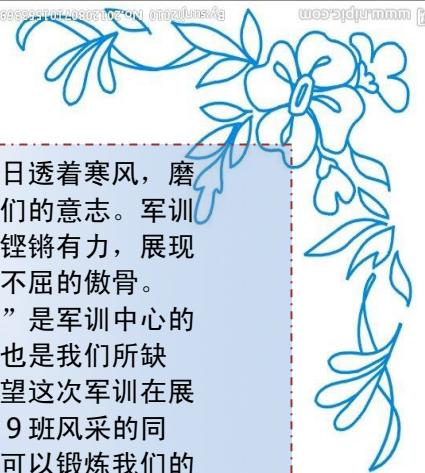 日透着寒风，磨
们的意志。军训
铿锵有力，展现
不屈的傲骨。
”是军训中心的
也是我们所缺
望这次军训在展
9班风采的同
可以锻炼我们的